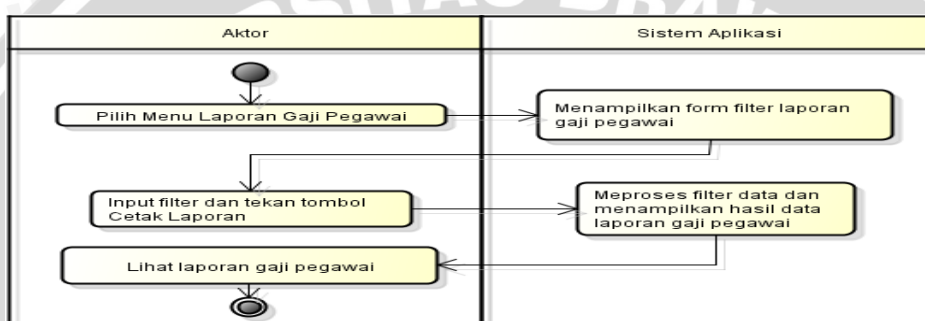 Aktor
Sistem Aplikasi
Pilih Menu Laporan Gaji Pegawai
Menampilkan form filter laporan
gaji pegawai
Input filter dan tekan tombol
Cetak Laporan
Meproses filter data dan
menampilkan hasil data
laporan gaji pegawai
Lihat laporan gaji pegawai